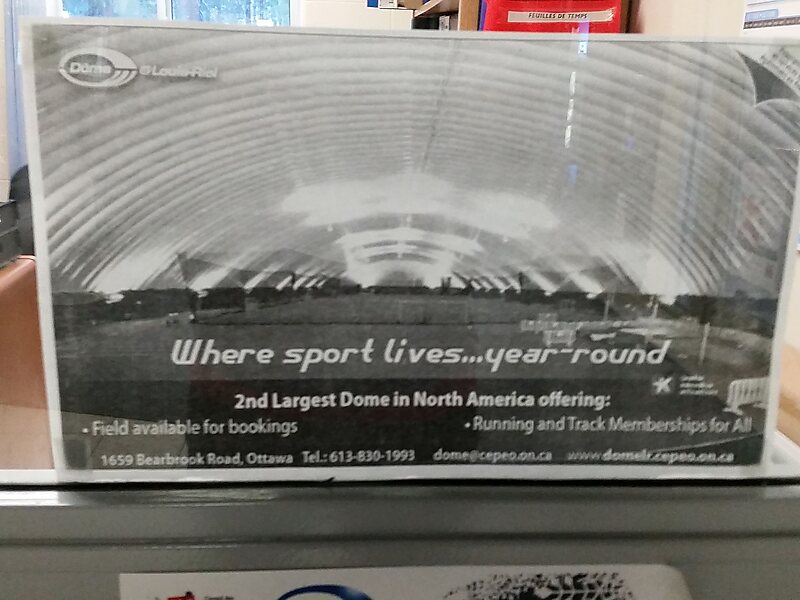 FEUILLES DE TEMPS
Dôme @ Louis-Riel
Where sport lives...year-round
2nd Largest Dome in North America offering:
• Field available for bookings • Running and Track Memberships for All
1659 Bearbrook Road, Ottawa Tel.: 613-830-1993 dome@cepeo.on.ca www.domelr.cepeo.on.ca